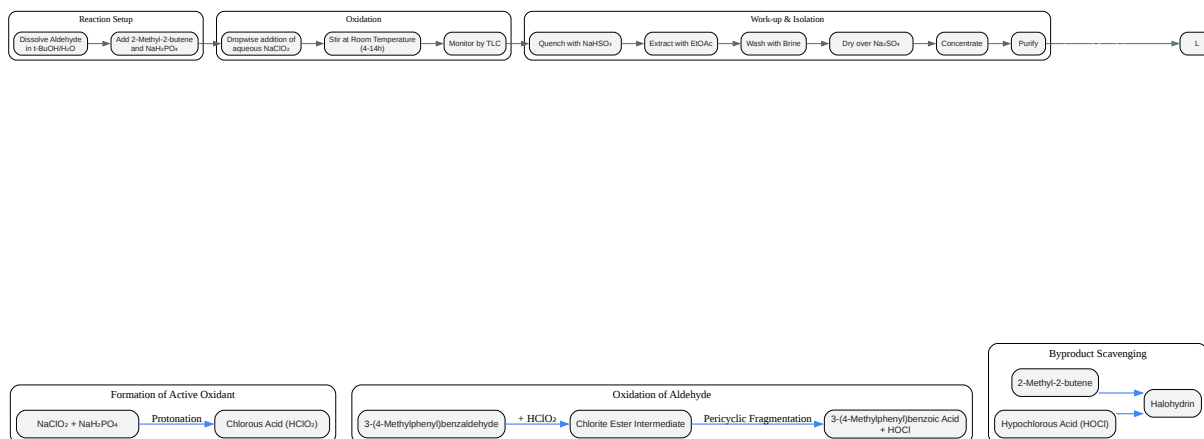 Reaction Setup
Dissolve Aldehyde
in t-BuOH/H₂O
Add 2-Methyl-2-butene
and NaH₂PO₄
Oxidation
Dropwise addition of
aqueous NaClO₂
Stir at Room Temperature
(4-14h)
Monitor by TLC
Work-up & Isolation
Quench with NaHSO₃
Extract with EtOAc
Wash with Brine
Dry over Na₂SO₄
Concentrate
Purify
L
Formation of Active Oxidant
NaClO₂ + NaH₂PO₄
Protonation
Chlorous Acid (HClO₂)
Oxidation of Aldehyde
3-(4-Methylphenyl)benzaldehyde
+ HClO₂
Chlorite Ester Intermediate
Pericyclic Fragmentation
3-(4-Methylphenyl)benzoic Acid
+ HOCl
Byproduct Scavenging
2-Methyl-2-butene
Hypochlorous Acid (HOCl)
Halohydrin